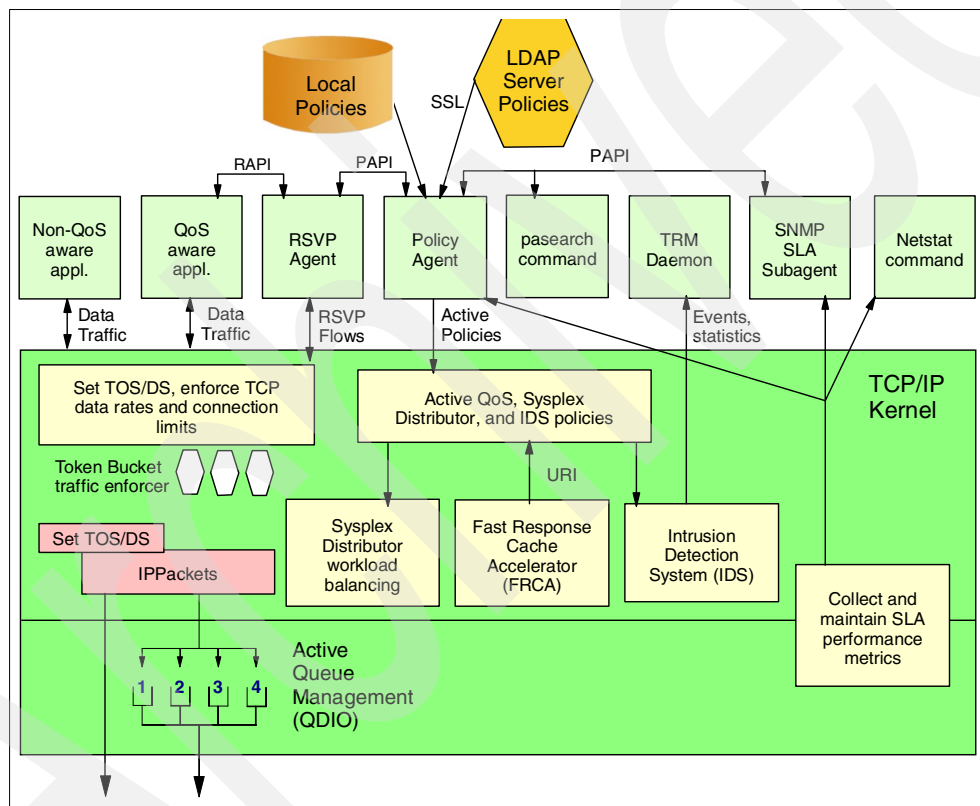 Local
Policies
LDAP
Server
Policies
SSL
RAPI
PAPI
PAPI
Non-QoS
aware
appl.
QoS
aware
appl.
RSVP
Agent
Policy
Agent
pasearch
command
TRM
Daemon
SNMP
SLA
Subagent
Netstat
command
Data
Traffic
Data
Traffic
RSVP
Flows
Active
Policies
Events,
statistics
TCP/IP
Kernel
Set TOS/DS, enforce TCP
data rates and connection
limits
Active QoS, Sysplex
Distributor, and IDS policies
Token Bucket
traffic enforcer
URI
Set TOS/DS
IPPackets
Sysplex
Distributor
workload
balancing
Fast Response
Cache
Accelerator
(FRCA)
Intrusion
Detection
System (IDS)
Collect and
maintain SLA
performance
metrics
1 2 3 4
Active
Queue
Management
(QDIO)